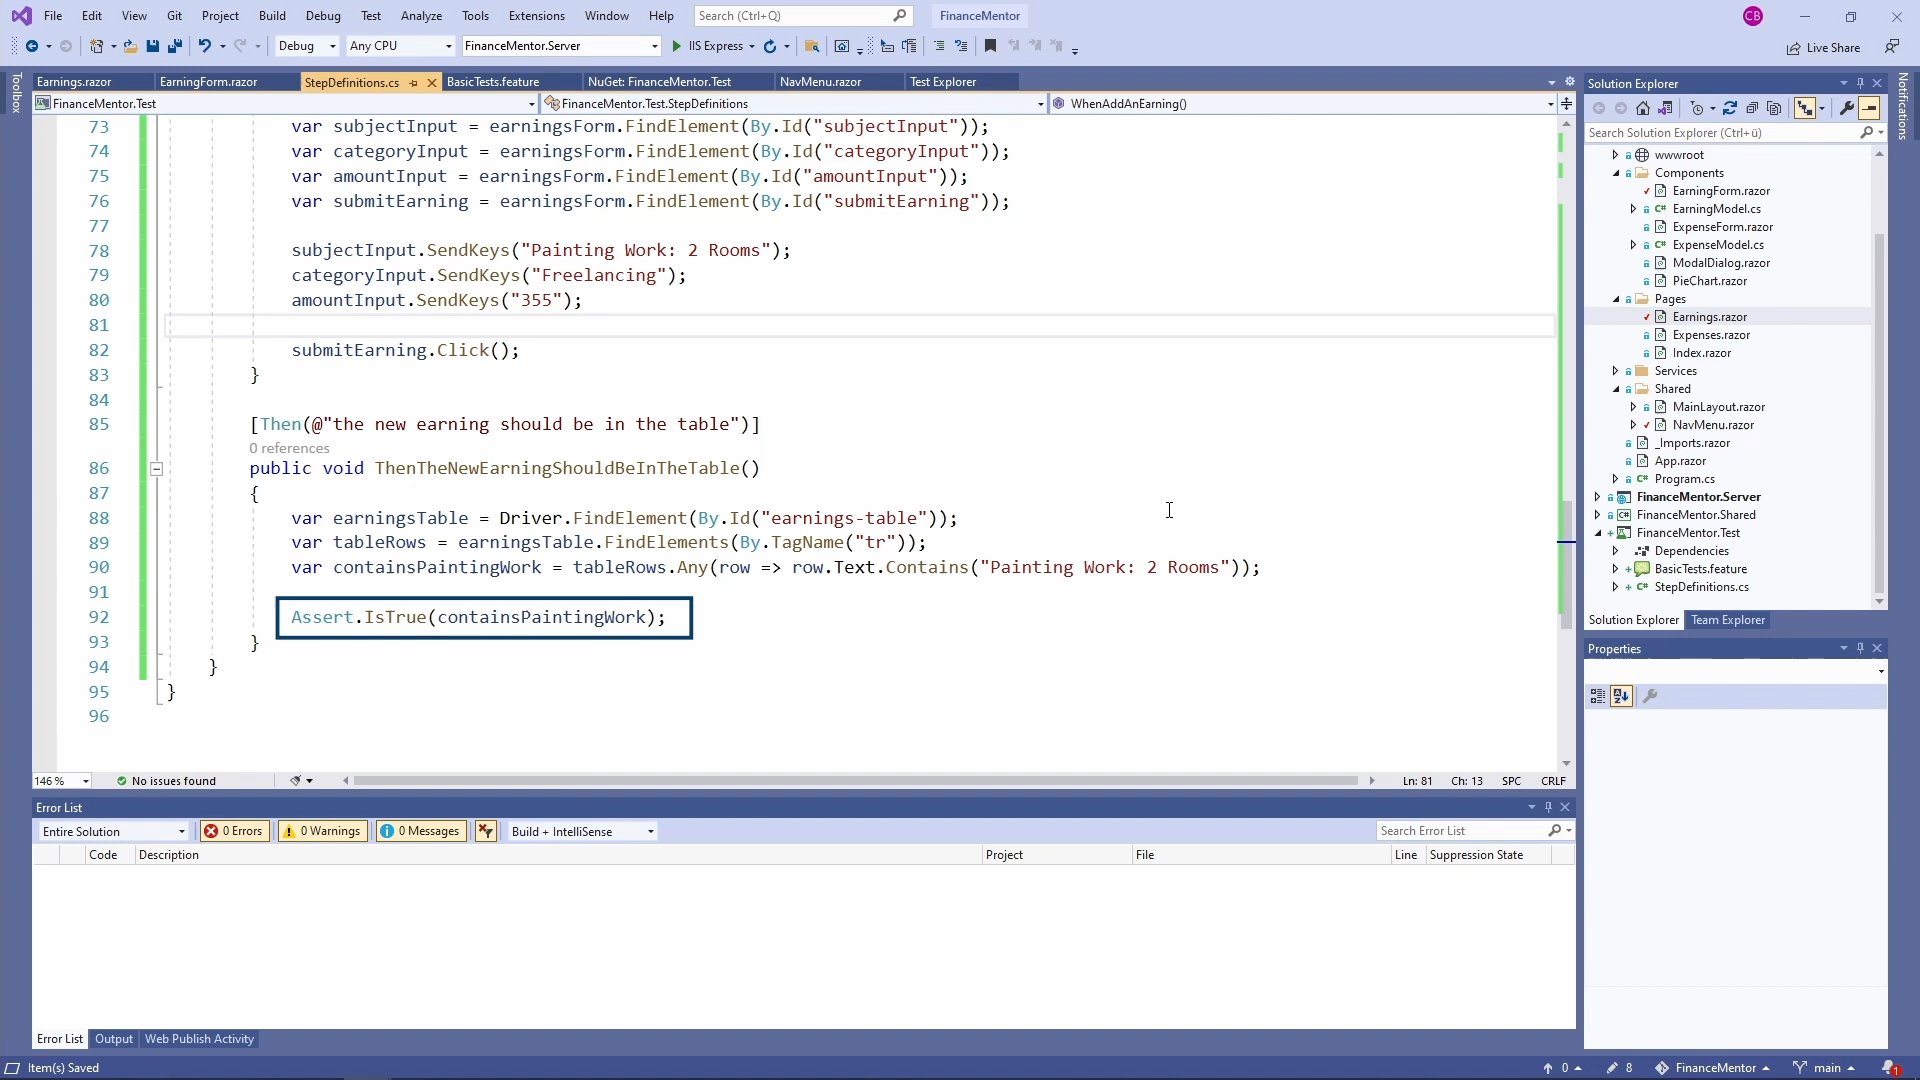 File Edit View Git Project Build Debug Test Analyze Tools Extensions Window Help Search (Ctrl+Q) FinanceMentor CB
Debug Any CPU FinanceMentor.Server IIS Express Live Share
Toolbox
Earnings.razor EarningForm.razor StepDefinitions.cs BasicTests.feature NuGet: FinanceMentor.Test NavMenu.razor Test Explorer
FinanceMentor.Test FinanceMentor.Test.StepDefinitions WhenAddAnEarning()
73 var subjectInput = earningsForm.FindElement(By.Id("subjectInput"));
74 var categoryInput = earningsForm.FindElement(By.Id("categoryInput"));
75 var amountInput = earningsForm.FindElement(By.Id("amountInput"));
76 var submitEarning = earningsForm.FindElement(By.Id("submitEarning"));
77
78 subjectInput.SendKeys("Painting Work: 2 Rooms");
79 categoryInput.SendKeys("Freelancing");
80 amountInput.SendKeys("355");
81
82 submitEarning.Click();
83 }
84
85 [Then(@"the new earning should be in the table")]
0 references
86 public void ThenTheNewEarningShouldBeInTheTable()
87 {
88 var earningsTable = Driver.FindElement(By.Id("earnings-table"));
89 var tableRows = earningsTable.FindElements(By.TagName("tr"));
90 var containsPaintingWork = tableRows.Any(row => row.Text.Contains("Painting Work: 2 Rooms"));
91
92 Assert.IsTrue(containsPaintingWork);
93 }
94 }
95 }
96
146 % No issues found Ln: 81 Ch: 13 SPC CRLF
Error List
Entire Solution 0 Errors 0 Warnings 0 Messages Build + IntelliSense Search Error List
Code Description Project File Line Suppression State
Error List Output Web Publish Activity
Solution Explorer
Search Solution Explorer (Ctrl+ü)
wwwroot
Components
EarningForm.razor
C# EarningModel.cs
ExpenseForm.razor
C# ExpenseModel.cs
ModalDialog.razor
PieChart.razor
Pages
Earnings.razor
Expenses.razor
Index.razor
Services
Shared
MainLayout.razor
NavMenu.razor
_Imports.razor
App.razor
C# Program.cs
FinanceMentor.Server
C# FinanceMentor.Shared
FinanceMentor.Test
Dependencies
BasicTests.feature
C# StepDefinitions.cs
Solution Explorer Team Explorer
Properties
Notifications
Item(s) Saved 0 8 FinanceMentor main 1